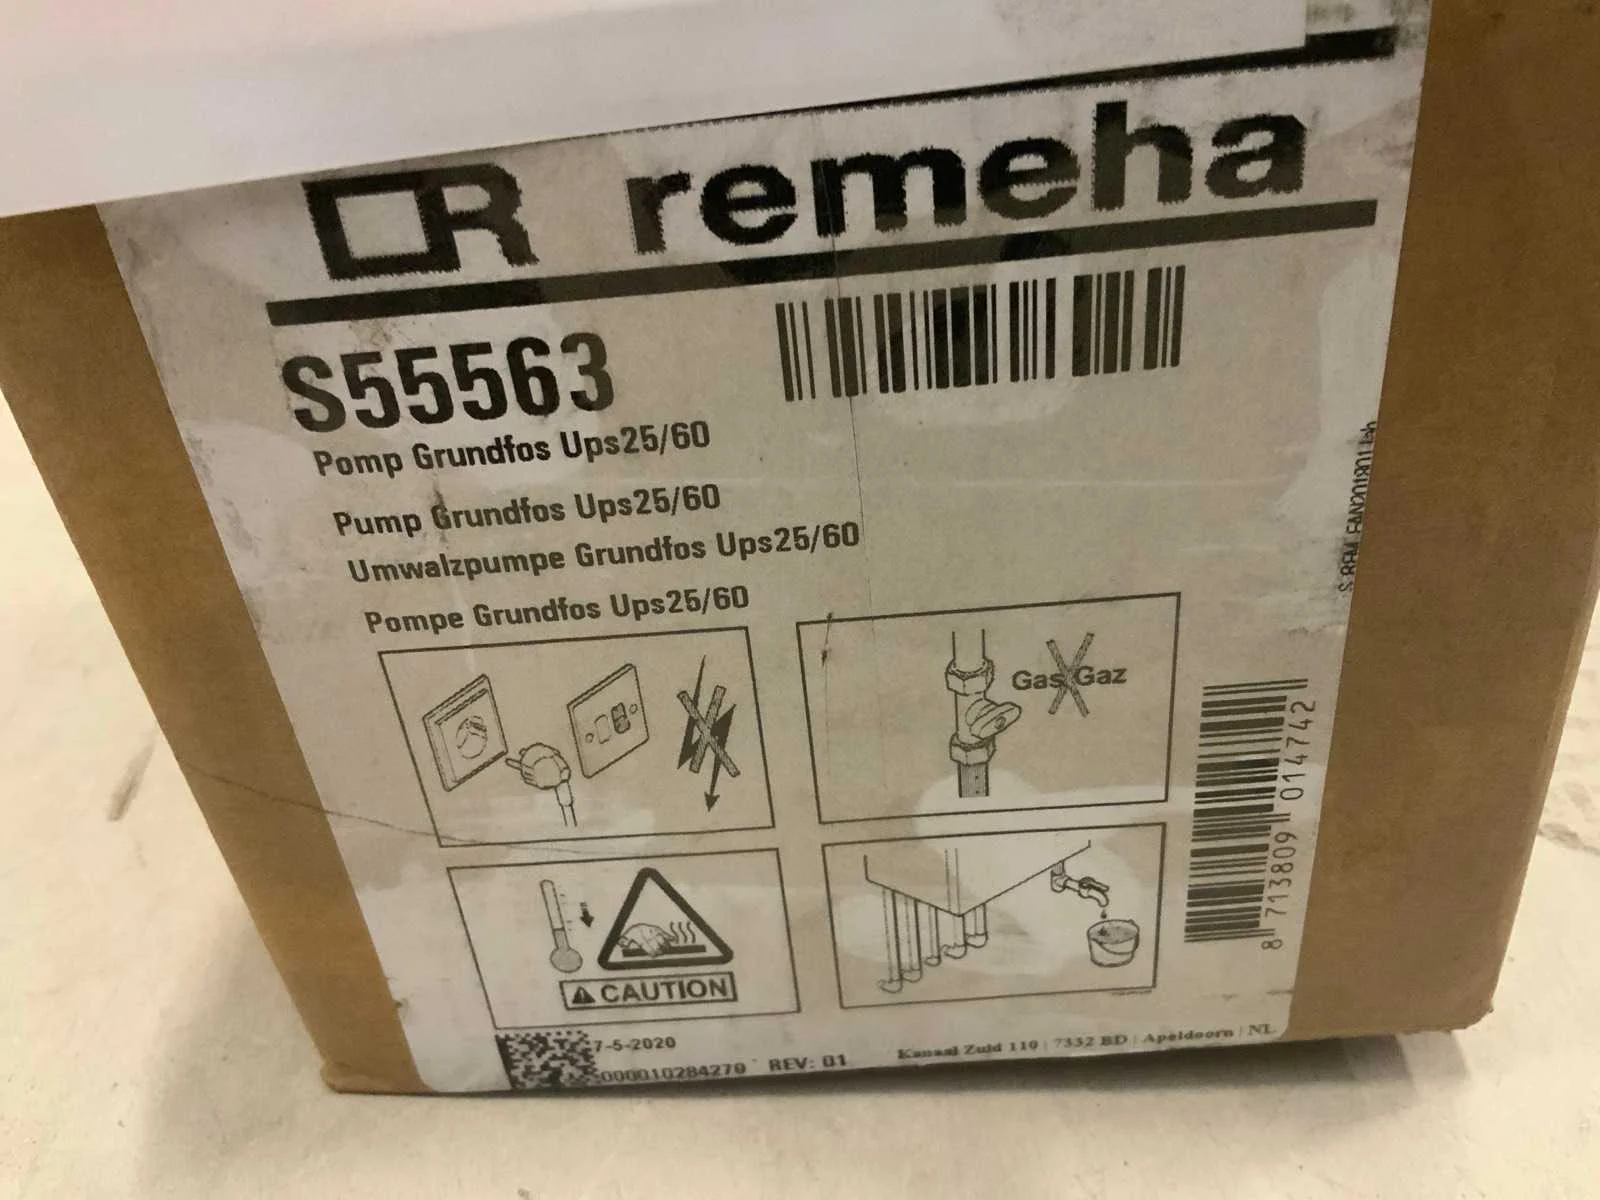 R remeha
S55563
Pomp Grundfos Ups25/60
Pump Grundfos Ups25/60
Umwalzpumpe Grundfos Ups25/60
Pompe Grundfos Ups25/60
Gas Gaz
CAUTION
8 713809 014742
7-5-2020
000010284270 REV: 01
Kanaal Zuid 110 | 7332 BD | Apeldoorn | NL